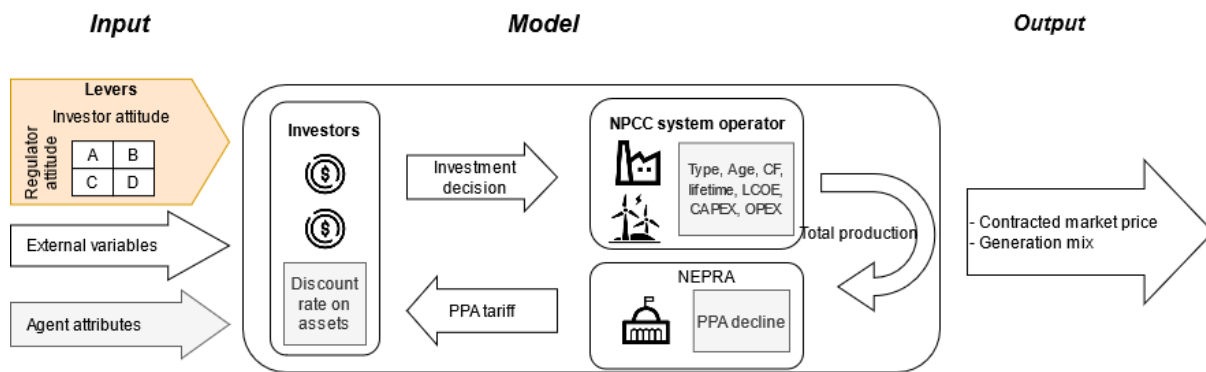 Input
Model
Output
Levers
Investor attitude
Regulator
attitude
A B
C D
External variables
Agent attributes
Investors
Discount
rate on
assets
Investment
decision
PPA tariff
NPCC system operator
Type, Age, CF,
lifetime, LCOE,
CAPEX, OPEX
Total production
NEPRA
PPA decline
- Contracted market price
- Generation mix